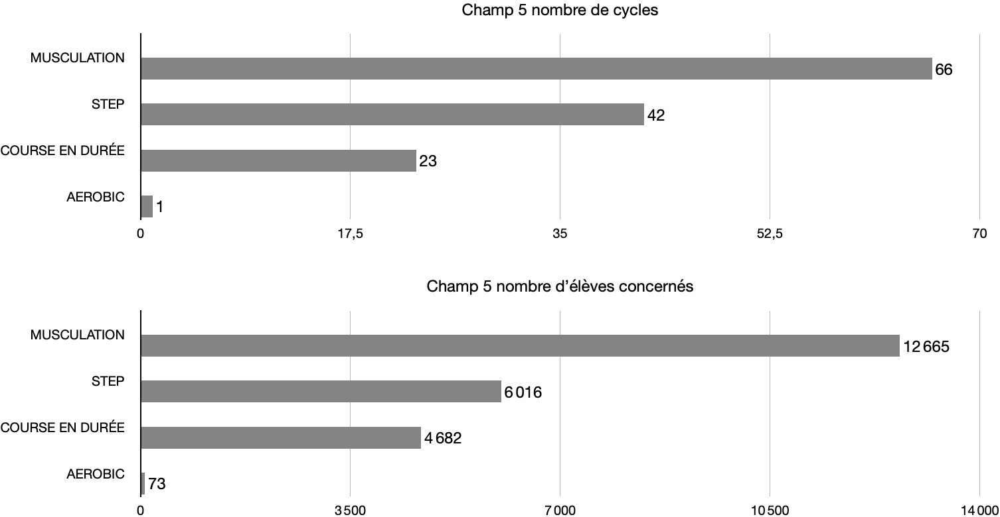 Champ 5 nombre de cycles
MUSCULATION
66
STEP
42
COURSE EN DURÉE
23
AEROBIC
1
0 17,5 35 52,5 70
Champ 5 nombre d’élèves concernés
MUSCULATION
12 665
STEP
6 016
COURSE EN DURÉE
4 682
AEROBIC
73
0 3 500 7 000 10 500 14 000